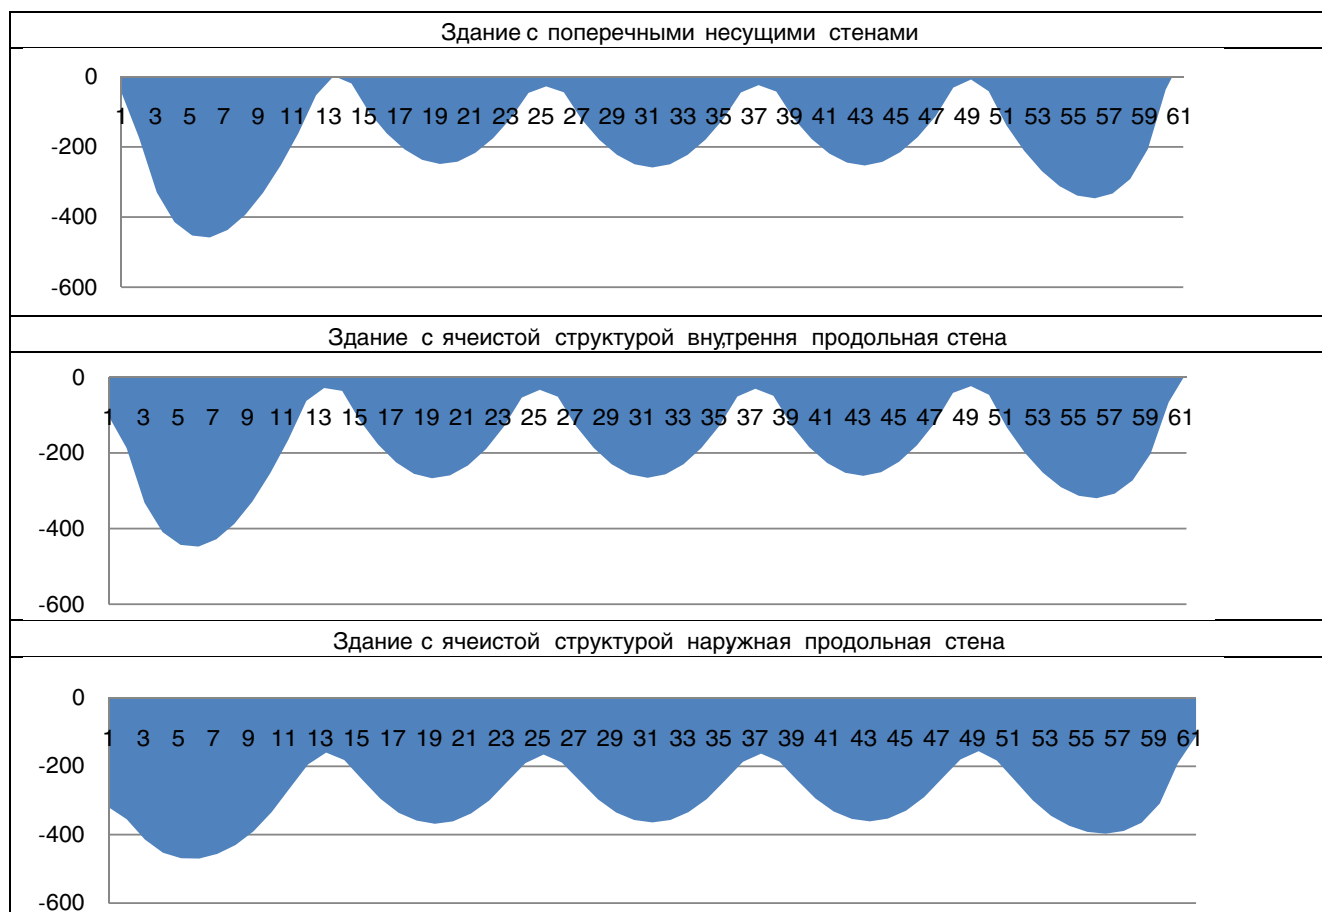 Здание с поперечными несущими стенами
0
1 3 5 7 9 11 13 15 17 19 21 23 25 27 29 31 33 35 37 39 41 43 45 47 49 51 53 55 57 59 61
-200
-400
-600
Здание с ячеистой структурой внутрення продольная стена
0
1 3 5 7 9 11 13 15 17 19 21 23 25 27 29 31 33 35 37 39 41 43 45 47 49 51 53 55 57 59 61
-200
-400
-600
Здание с ячеистой структурой наружная продольная стена
0
1 3 5 7 9 11 13 15 17 19 21 23 25 27 29 31 33 35 37 39 41 43 45 47 49 51 53 55 57 59 61
-200
-400
-600